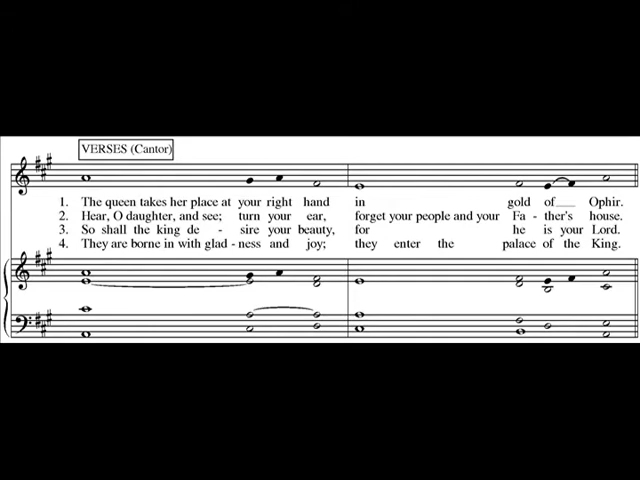 VERSES (Cantor)
1. The queen takes her place at your right hand in gold of___ Ophir.
2. Hear, O daughter, and see; turn your ear, forget your people and your Fa - ther's house.
3. So shall the king de - sire your beauty, for he is your Lord.
4. They are borne in with glad - ness and joy; they enter the palace of the King.